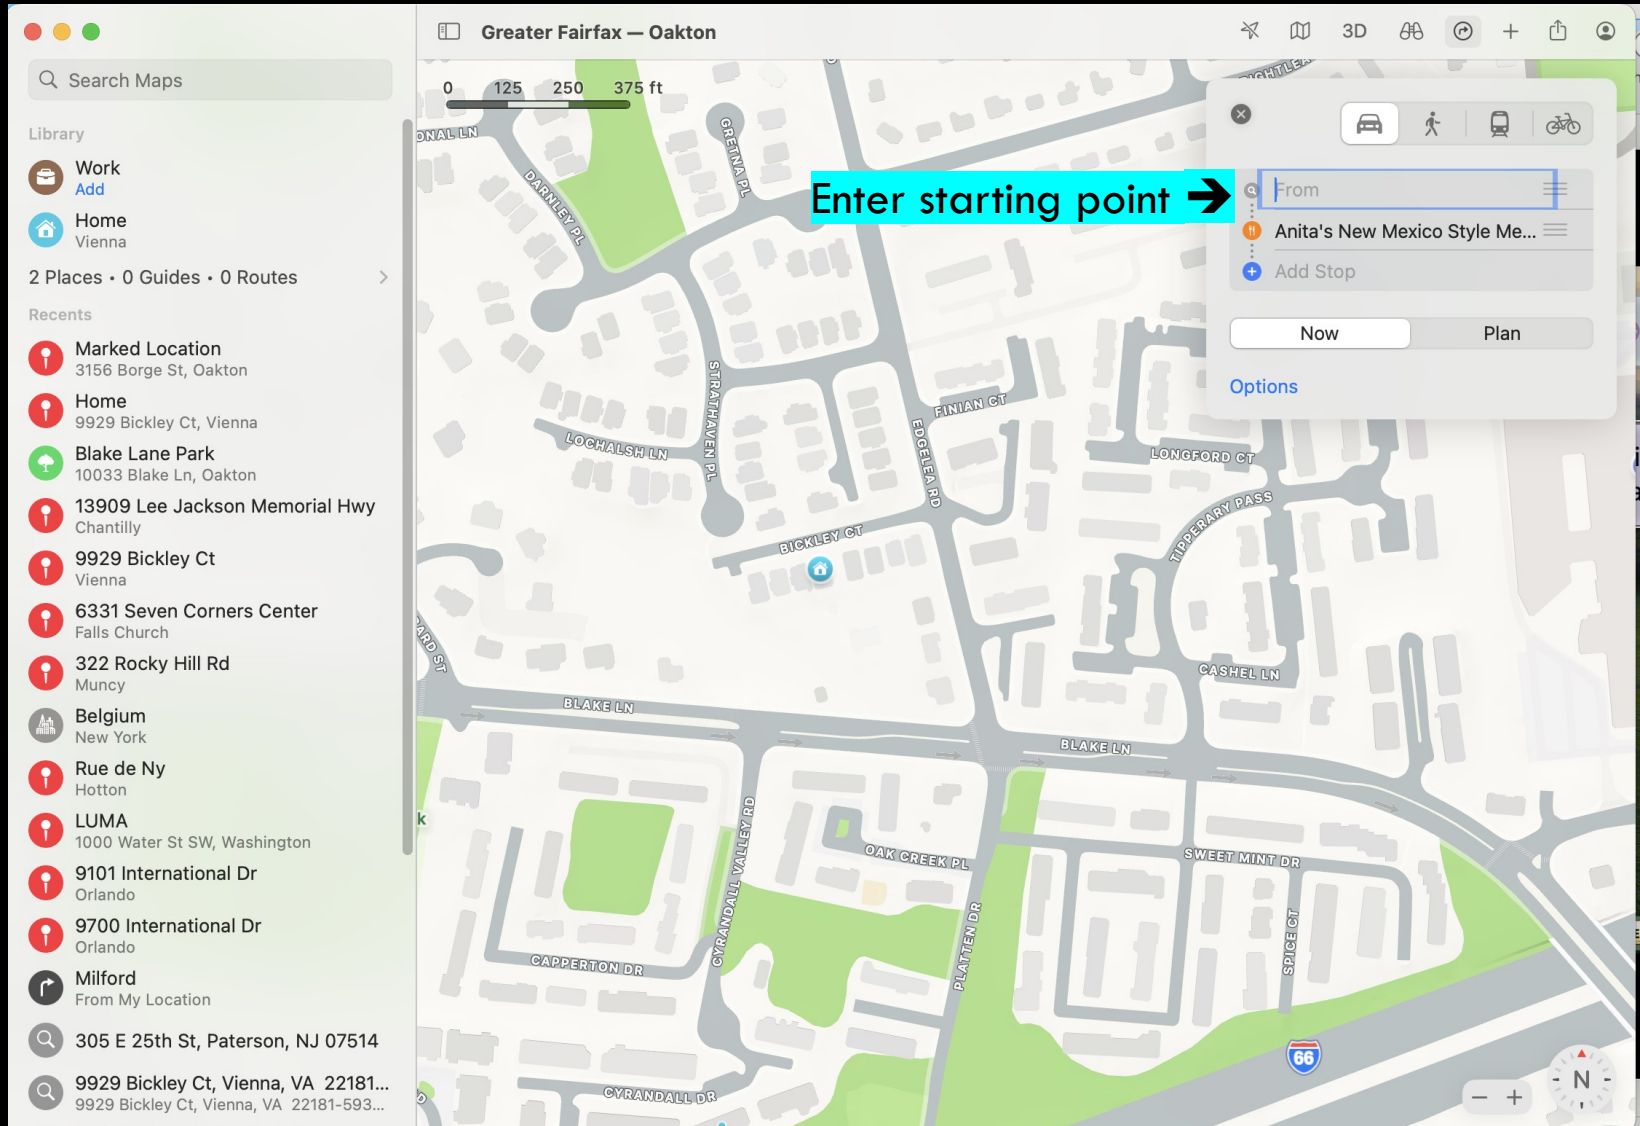 Greater Fairfax — Oakton
3D
Search Maps
Library
Work
Add
Home
Vienna
2 Places • 0 Guides • 0 Routes
Recents
Marked Location
3156 Borge St, Oakton
Home
9929 Bickley Ct, Vienna
Blake Lane Park
10033 Blake Ln, Oakton
13909 Lee Jackson Memorial Hwy
Chantilly
9929 Bickley Ct
Vienna
6331 Seven Corners Center
Falls Church
322 Rocky Hill Rd
Muncy
Belgium
New York
Rue de Ny
Hotton
LUMA
1000 Water St SW, Washington
9101 International Dr
Orlando
9700 International Dr
Orlando
Milford
From My Location
305 E 25th St, Paterson, NJ 07514
9929 Bickley Ct, Vienna, VA 22181...
9929 Bickley Ct, Vienna, VA 22181-593...
0 125 250 375 ft
ONAL LN
GRETNA PL
DARNLEY PL
Enter starting point →
From
Anita's New Mexico Style Me...
Add Stop
Now
Plan
Options
STRATHAVEN PL
LOCHALSH LN
FINIAN CT
EDGELEA RD
LONGFORD CT
TIPPERARY PASS
BICKLEY CT
ARD ST
CASHEL LN
BLAKE LN
BLAKE LN
k
OAK CREEK PL
SWEET MINT DR
CYRANDALL VALLEY RD
CAPPERTON DR
PLATTEN DR
SPICE CT
66
CYRANDALL DR
N